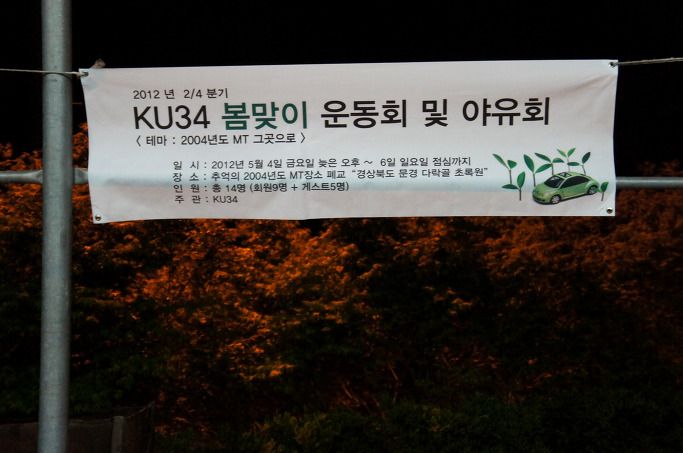 2012 년 2/4 분기
KU34 봄맞이 운동회 및 야유회
< 테마 : 2004년도 MT 그곳으로 >
일 시 : 2012년 5월 4일 금요일 늦은 오후 ~ 6일 일요일 점심까지
장 소 : 추억의 2004년도 MT장소 폐교 "경상북도 문경 다락골 초록원"
인 원 : 총 14명 (회원9명 + 게스트5명)
주 관 : KU34